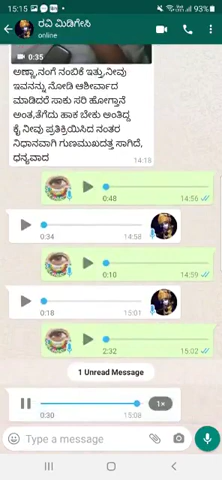 15:15
93%
ರವಿ ಮಿಡಿಗೇಸಿ
online
0:35
ಅಣ್ಣಾ,ನಂಗೆ ನಂಬಿಕೆ ಇತ್ತು,ನೀವು
ಇವನನ್ನು ನೋಡಿ ಆಶೀರ್ವಾದ
ಮಾಡಿದರೆ ಸಾಕು ಸರಿ ಹೋಗ್ತಾನೆ
ಅಂತ,ತೆಗೆದು ಹಾಕ ಬೇಕು ಅಂತಿದ್ದ
ಕೈ ನೀವು ಪ್ರತಿಕ್ರಿಯಿಸಿದ ನಂತರ
ನಿಧಾನವಾಗಿ ಗುಣಮುಖದತ್ತ ಸಾಗಿದೆ,
ಧನ್ಯವಾದ
14:18
0:48 14:56
0:34 14:58
0:10 14:59
0:18 15:01
2:32 15:02
1 Unread Message
1×
0:30 15:08
Type a message